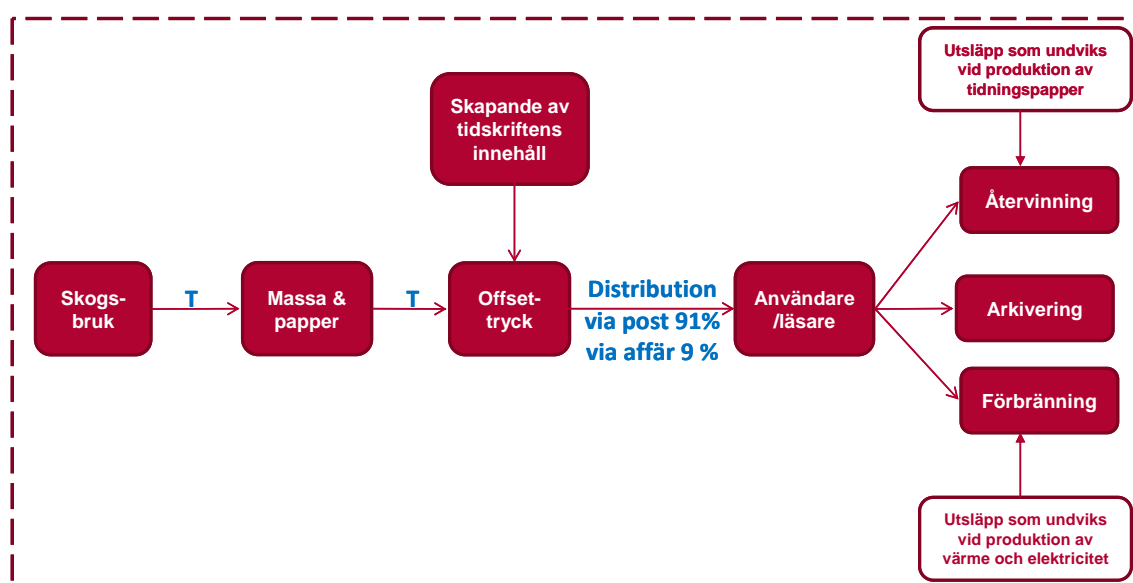 Utsläpp som undviks
vid produktion av
tidningspapper
Skapande av
tidskriftens
innehåll
Återvinning
Skogs-
bruk
T
Massa &
papper
T
Offset-
tryck
Distribution
via post 91%
via affär 9 %
Användare
/läsare
Arkivering
Förbränning
Utsläpp som undviks
vid produktion av
värme och elektricitet